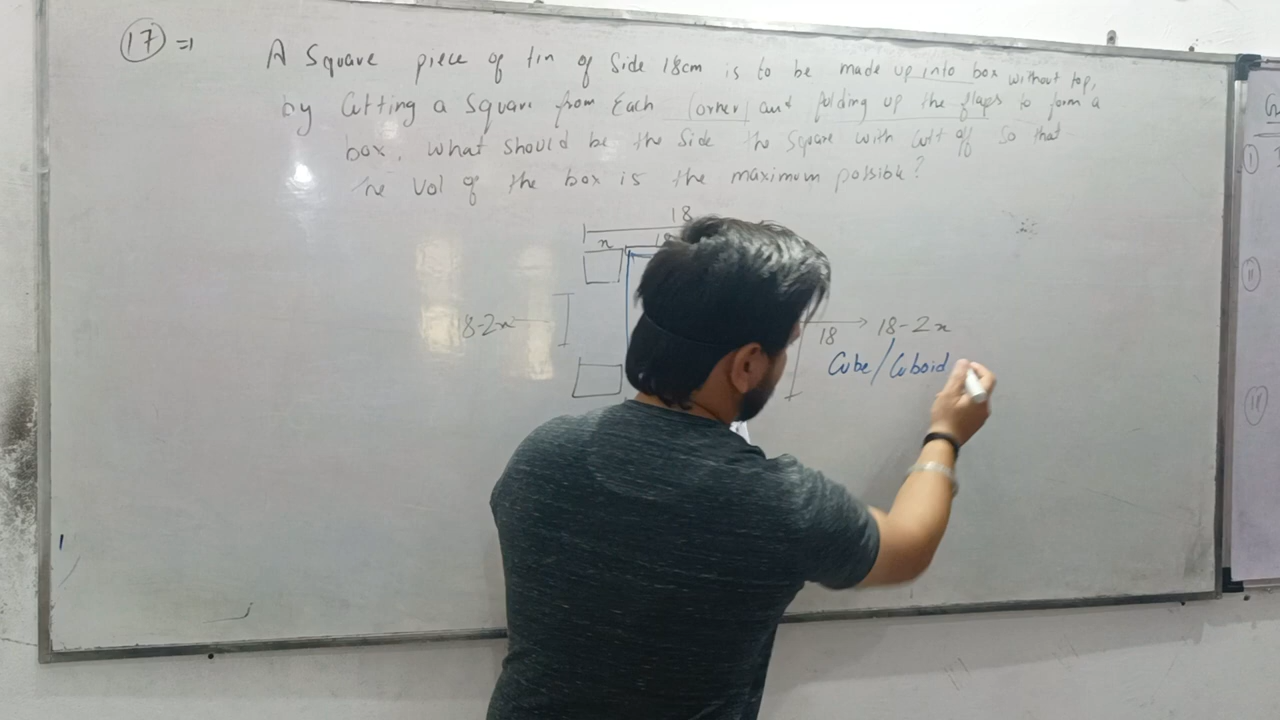 17 ⇒
A Square piece of tin of Side 18cm is to be made up into box without top,
by Cutting a Square from Each Corner and folding up the flaps to form a
box. What should be the Side the Square with Cutt off so that
he Vol of the box is the maximum possible?
18
x
8-2x
18 18-2x
Cube/Cuboid